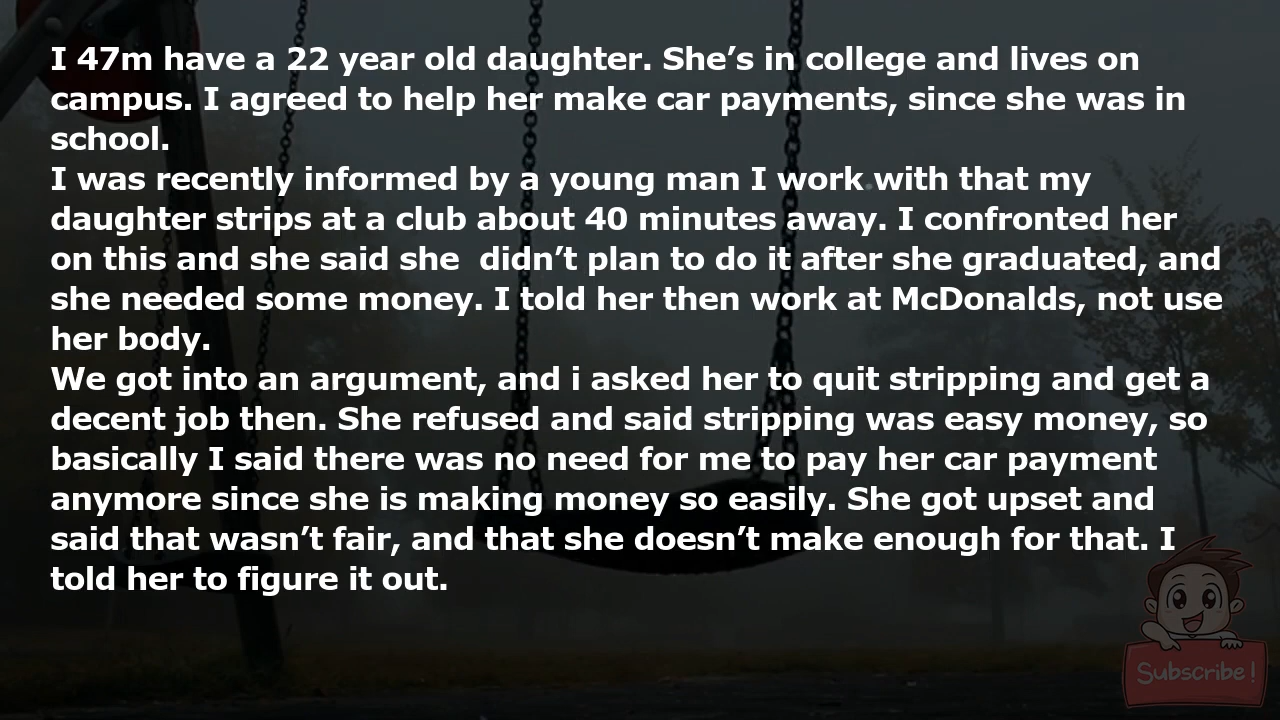 I 47m have a 22 year old daughter. She’s in college and lives on
campus. I agreed to help her make car payments, since she was in
school.
I was recently informed by a young man I work with that my
daughter strips at a club about 40 minutes away. I confronted her
on this and she said she  didn’t plan to do it after she graduated, and
she needed some money. I told her then work at McDonalds, not use
her body.
We got into an argument, and i asked her to quit stripping and get a
decent job then. She refused and said stripping was easy money, so
basically I said there was no need for me to pay her car payment
anymore since she is making money so easily. She got upset and
said that wasn’t fair, and that she doesn’t make enough for that. I
told her to figure it out.
Subscribe!